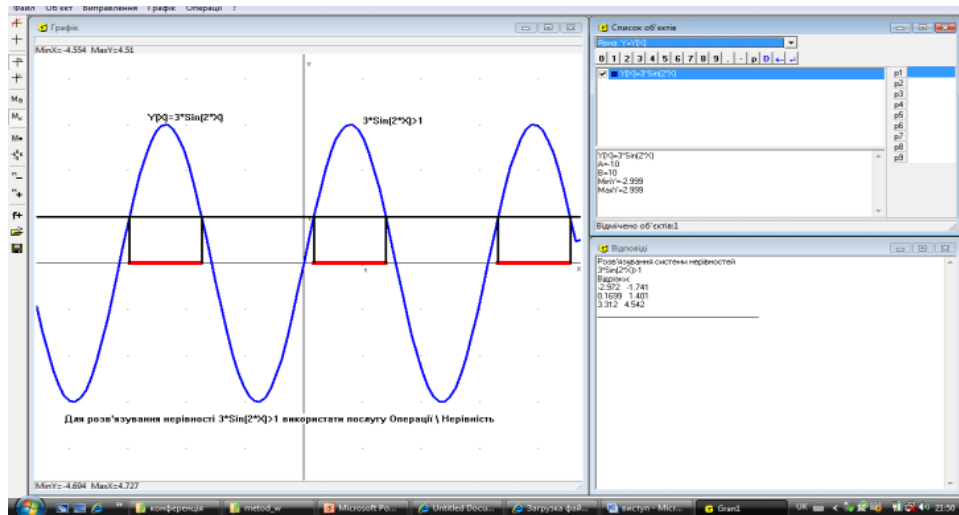 Файл Об'єкт Виправлення Графік Операції ?
Графік
MinX=-4.554 MaxY=4.51
Y
Y(X)=3*Sin(2*X)
3*Sin(2*X)>1
X
Для розв'язування нерівності 3*Sin(2*X)>1 використати послугу Операції \ Нерівність
MinY=-4.694 MaxX=4.727
Список об'єктів
Явна: Y=Y(X)
0 1 2 3 4 5 6 7 8 9 . - p D
Y(X)=3*Sin(2*X)
p1
p2
p3
p4
p5
p6
p7
p8
p9
Y(X)=3*Sin(2*X)
A=-10
B=10
MinY=-2.999
MaxY=2.999
Відмічено об'єктів:1
Відповіді
Розв'язування системи нерівностей
3*Sin(2*X)>1
Відрізки:
-2.972 -1.741
0.1699 1.401
3.312 4.542
конференція
metod_w
Microsoft Po...
Untitled Docu...
Загрузка фай...
виступ - Micr...
Gran1
UK
21:50